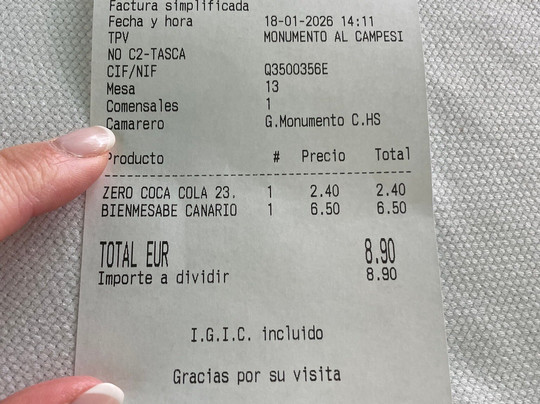 Factura simplificada
Fecha y hora 18-01-2026 14:11
TPV MONUMENTO AL CAMPESI
NO C2-TASCA
CIF/NIF Q3500356E
Mesa 13
Comensales 1
Camarero G.Monumento C.HS
Producto # Precio Total
ZERO COCA COLA 23. 1 2.40 2.40
BIENMESABE CANARIO 1 6.50 6.50
TOTAL EUR 8.90
Importe a dividir 8.90
I.G.I.C. incluido
Gracias por su visita